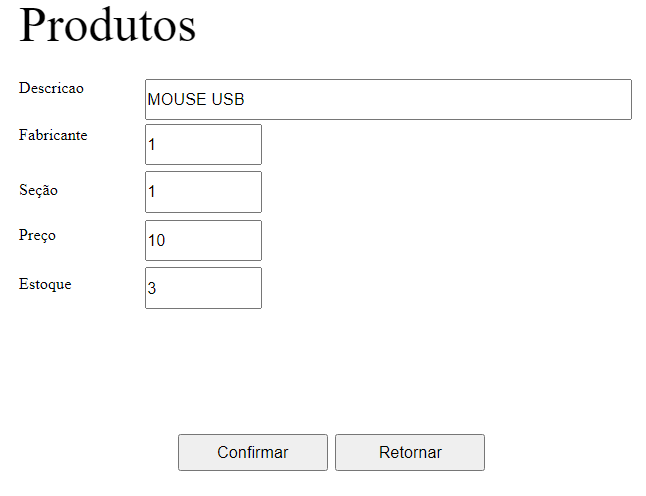 Produtos
Descricao MOUSE USB
Fabricante 1
Seção 1
Preço 10
Estoque 3
Confirmar Retornar